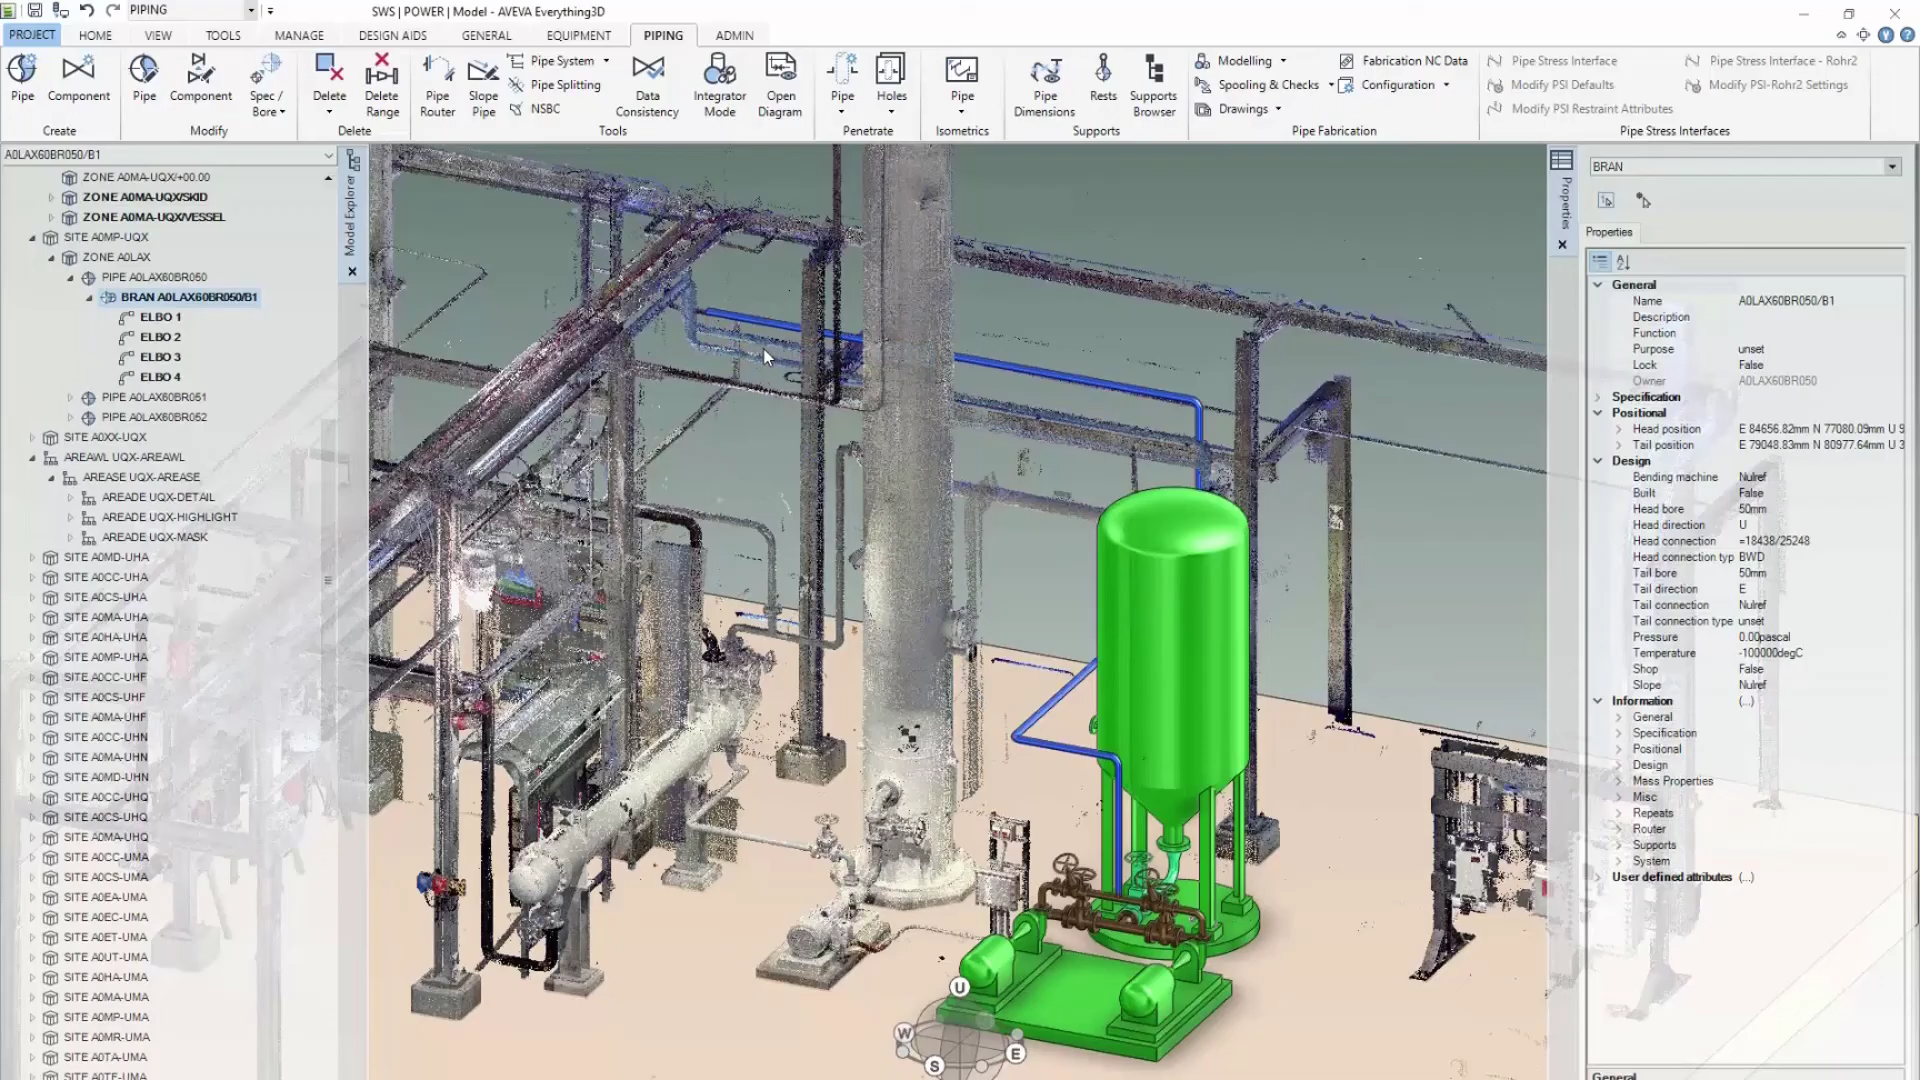 PIPING
SWS | POWER | Model - AVEVA Everything3D
PROJECT HOME VIEW TOOLS MANAGE DESIGN AIDS GENERAL EQUIPMENT PIPING ADMIN
Pipe Component
Create
Pipe Component Spec / Bore
Modify
Delete Delete Range
Delete
Pipe Router Slope Pipe Pipe System Pipe Splitting NSBC Data Consistency Integrator Mode Open Diagram
Tools
Pipe Holes
Penetrate
Pipe
Isometrics
Pipe Dimensions Rests Supports Browser
Supports
Modelling Spooling & Checks Drawings Fabrication NC Data Configuration
Pipe Fabrication
Pipe Stress Interface Pipe Stress Interface - Rohr2
Modify PSI Defaults Modify PSI-Rohr2 Settings
Modify PSI Restraint Attributes
Pipe Stress Interfaces
A0LAX60BR050/B1
ZONE A0MA-UQX/+00.00
ZONE A0MA-UQX/SKID
ZONE A0MA-UQX/VESSEL
SITE A0MP-UQX
ZONE A0LAX
PIPE A0LAX60BR050
BRAN A0LAX60BR050/B1
ELBO 1
ELBO 2
ELBO 3
ELBO 4
PIPE A0LAX60BR051
PIPE A0LAX60BR052
SITE A0XX-UQX
AREAWL UQX-AREAWL
AREASE UQX-AREASE
AREADE UQX-DETAIL
AREADE UQX-HIGHLIGHT
AREADE UQX-MASK
SITE A0MD-UHA
SITE A0CC-UHA
SITE A0CS-UHA
SITE A0MA-UHA
SITE A0HA-UHA
SITE A0MP-UHA
SITE A0CC-UHF
SITE A0CS-UHF
SITE A0MA-UHF
SITE A0CC-UHN
SITE A0MA-UHN
SITE A0MD-UHN
SITE A0CC-UHQ
SITE A0CS-UHQ
SITE A0MA-UHQ
SITE A0CC-UMA
SITE A0CS-UMA
SITE A0EA-UMA
SITE A0EC-UMA
SITE A0ET-UMA
SITE A0UT-UMA
SITE A0HA-UMA
SITE A0MA-UMA
SITE A0MP-UMA
SITE A0MR-UMA
SITE A0TA-UMA
SITE A0TE-UMA
Model Explorer
U
W
E
S
Properties
BRAN
Properties
General
Name A0LAX60BR050/B1
Description
Function
Purpose unset
Lock False
Owner A0LAX60BR050
Specification
Positional
Head position E 84656.82mm N 77080.09mm U 9
Tail position E 79048.83mm N 80977.64mm U 3
Design
Bending machine Nulref
Built False
Head bore 50mm
Head direction U
Head connection =18438/25248
Head connection typ BWD
Tail bore 50mm
Tail direction E
Tail connection Nulref
Tail connection type unset
Pressure 0.00pascal
Temperature -100000degC
Shop False
Slope Nulref
Information (...)
General
Specification
Positional
Design
Mass Properties
Misc
Repeats
Router
Supports
System
User defined attributes (...)
General